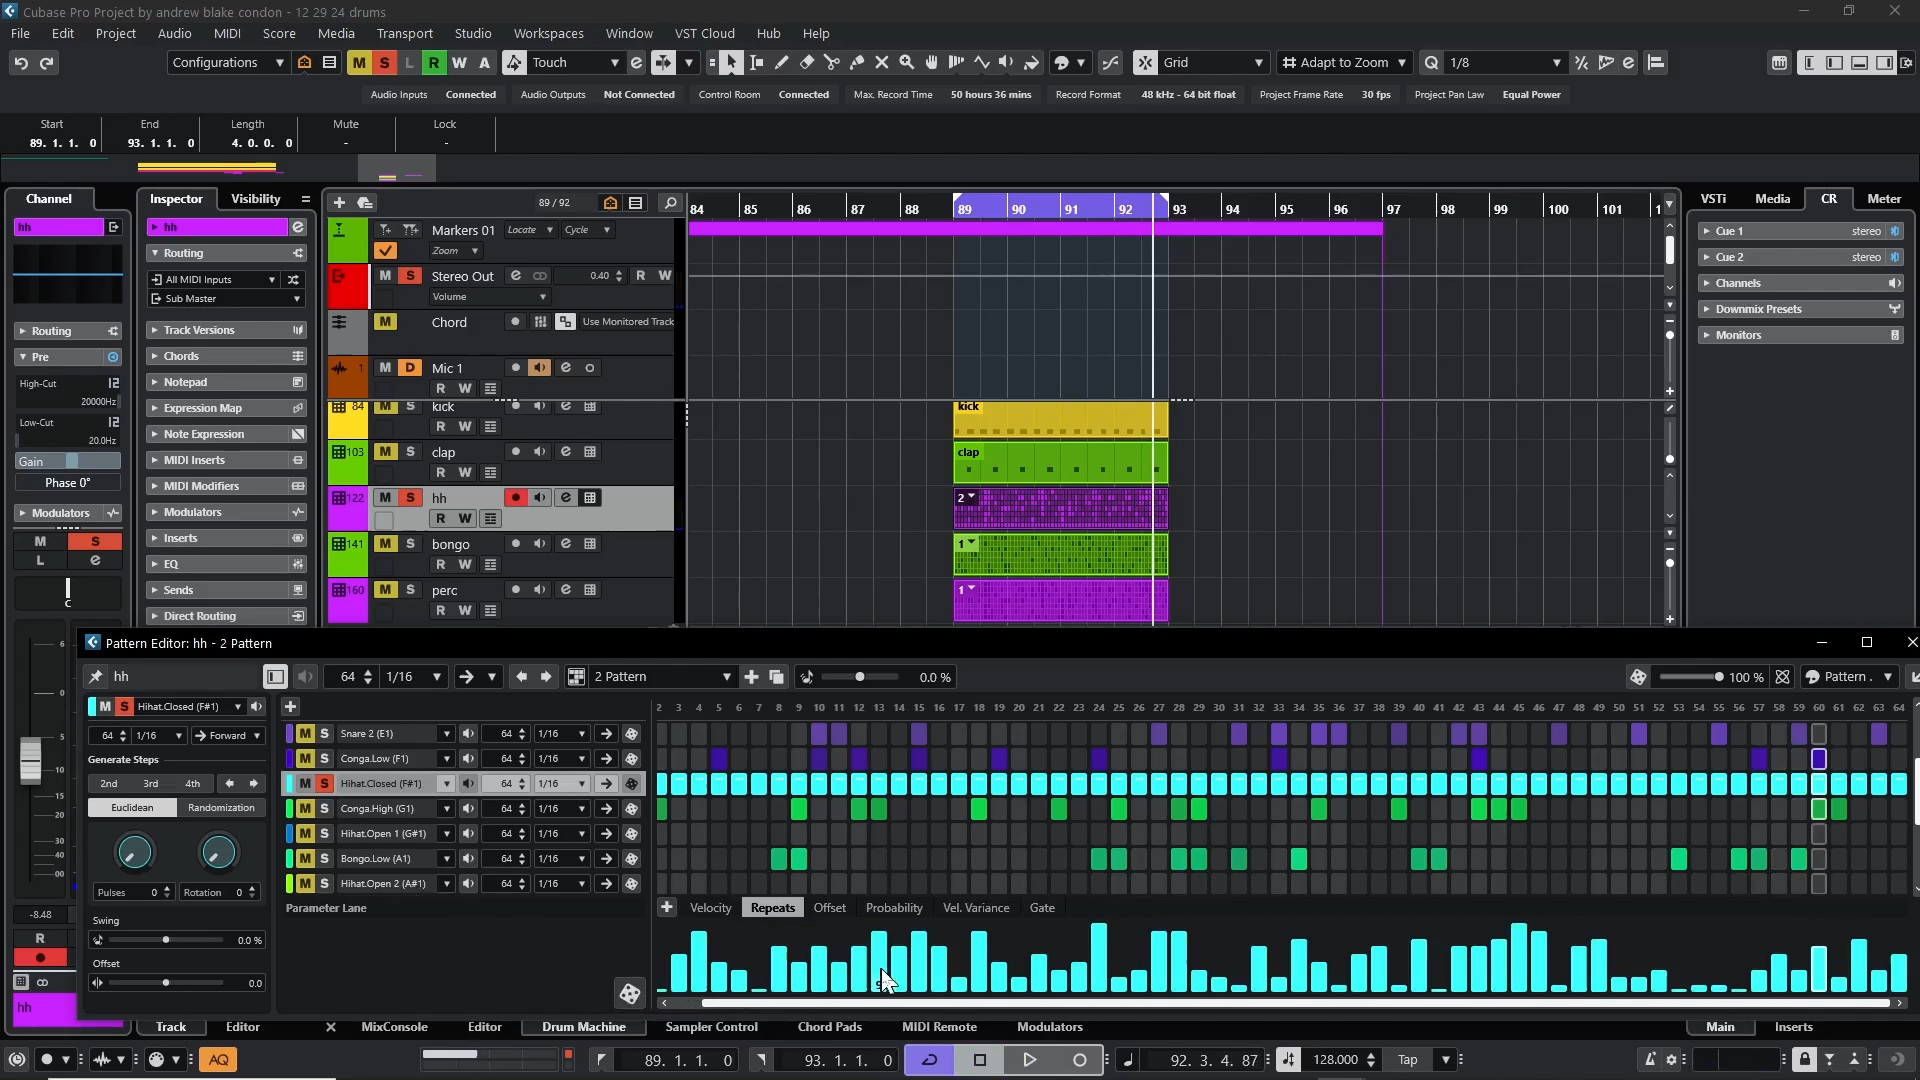 Cubase Pro Project by andrew blake condon - 12 29 24 drums
File Edit Project Audio MIDI Score Media Transport Studio Workspaces Window VST Cloud Hub Help
Configurations M S L R W A Touch Grid Adapt to Zoom Q 1/8
Audio Inputs Connected Audio Outputs Not Connected Control Room Connected Max. Record Time 50 hours 36 mins Record Format 48 kHz - 64 bit float Project Frame Rate 30 fps Project Pan Law Equal Power
Start End Length Mute Lock
89. 1. 1. 0 93. 1. 1. 0 4. 0. 0. 0 - -
Channel Inspector Visibility 89 / 92 84 85 86 87 88 89 90 91 92 93 94 95 96 97 98 99 100 101 1 VSTi Media CR Meter
hh hh Markers 01 Locate Cycle Cue 1 stereo
Routing Zoom Cue 2 stereo
All MIDI Inputs M S Stereo Out e 0.40 R W Channels
Sub Master Volume Downmix Presets
Routing Track Versions M Chord Use Monitored Track Monitors
Pre Chords
High-Cut 20000Hz Notepad 1 M D Mic 1
Low-Cut 20.0Hz Expression Map 84 M S kick R W kick
Gain Note Expression
Phase 0° MIDI Inserts 103 M S clap R W clap
Modulators MIDI Modifiers 122 M S hh R W 2
M S Modulators
L e Inserts 141 M S bongo R W 1
C EQ
Sends 160 M S perc R W 1
Direct Routing
Pattern Editor: hh - 2 Pattern
hh 64 1/16 2 Pattern 0.0 % 100 % Pattern .
M S Hihat.Closed (F#1) 2 3 4 5 6 7 8 9 10 11 12 13 14 15 16 17 18 19 20 21 22 23 24 25 26 27 28 29 30 31 32 33 34 35 36 37 38 39 40 41 42 43 44 45 46 47 48 49 50 51 52 53 54 55 56 57 58 59 60 61 62 63 64
64 1/16 Forward M S Snare 2 (E1) 64 1/16
Generate Steps M S Conga.Low (F1) 64 1/16
2nd 3rd 4th M S Hihat.Closed (F#1) 64 1/16
Euclidean Randomization M S Conga.High (G1) 64 1/16
M S Hihat.Open 1 (G#1) 64 1/16
M S Bongo.Low (A1) 64 1/16
Pulses 0 Rotation 0 M S Hihat.Open 2 (A#1) 64 1/16
Parameter Lane Velocity Repeats Offset Probability Vel. Variance Gate
Swing
0.0 %
Offset
0.0
6 0 5 10 15 20 30 40 00
-8.48
R
hh
Track Editor MixConsole Editor Drum Machine Sampler Control Chord Pads MIDI Remote Modulators Main Inserts
AQ 89. 1. 1. 0 93. 1. 1. 0 92. 3. 4. 87 128.000 Tap